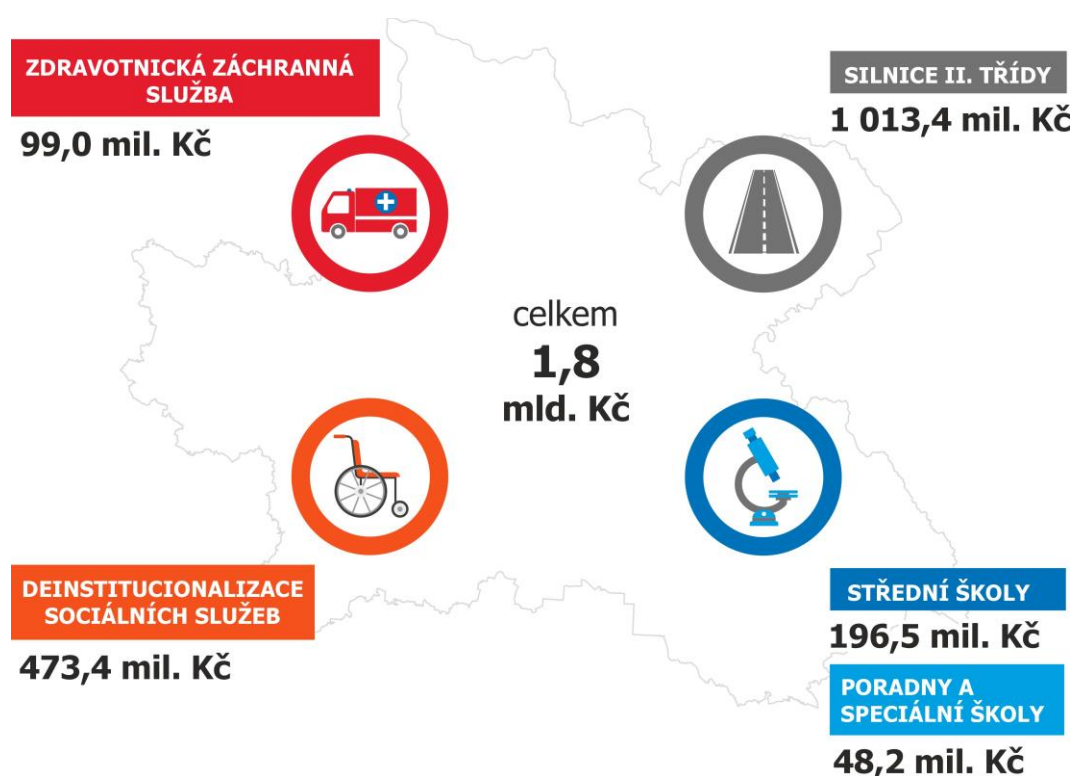 ZDRAVOTNICKÁ ZÁCHRANNÁ
SLUŽBA
99,0 mil. Kč
SILNICE II. TŘÍDY
1 013,4 mil. Kč
celkem
1,8
mld. Kč
DEINSTITUCIONALIZACE
SOCIÁLNÍCH SLUŽEB
473,4 mil. Kč
STŘEDNÍ ŠKOLY
196,5 mil. Kč
PORADNY A
SPECIÁLNÍ ŠKOLY
48,2 mil. Kč